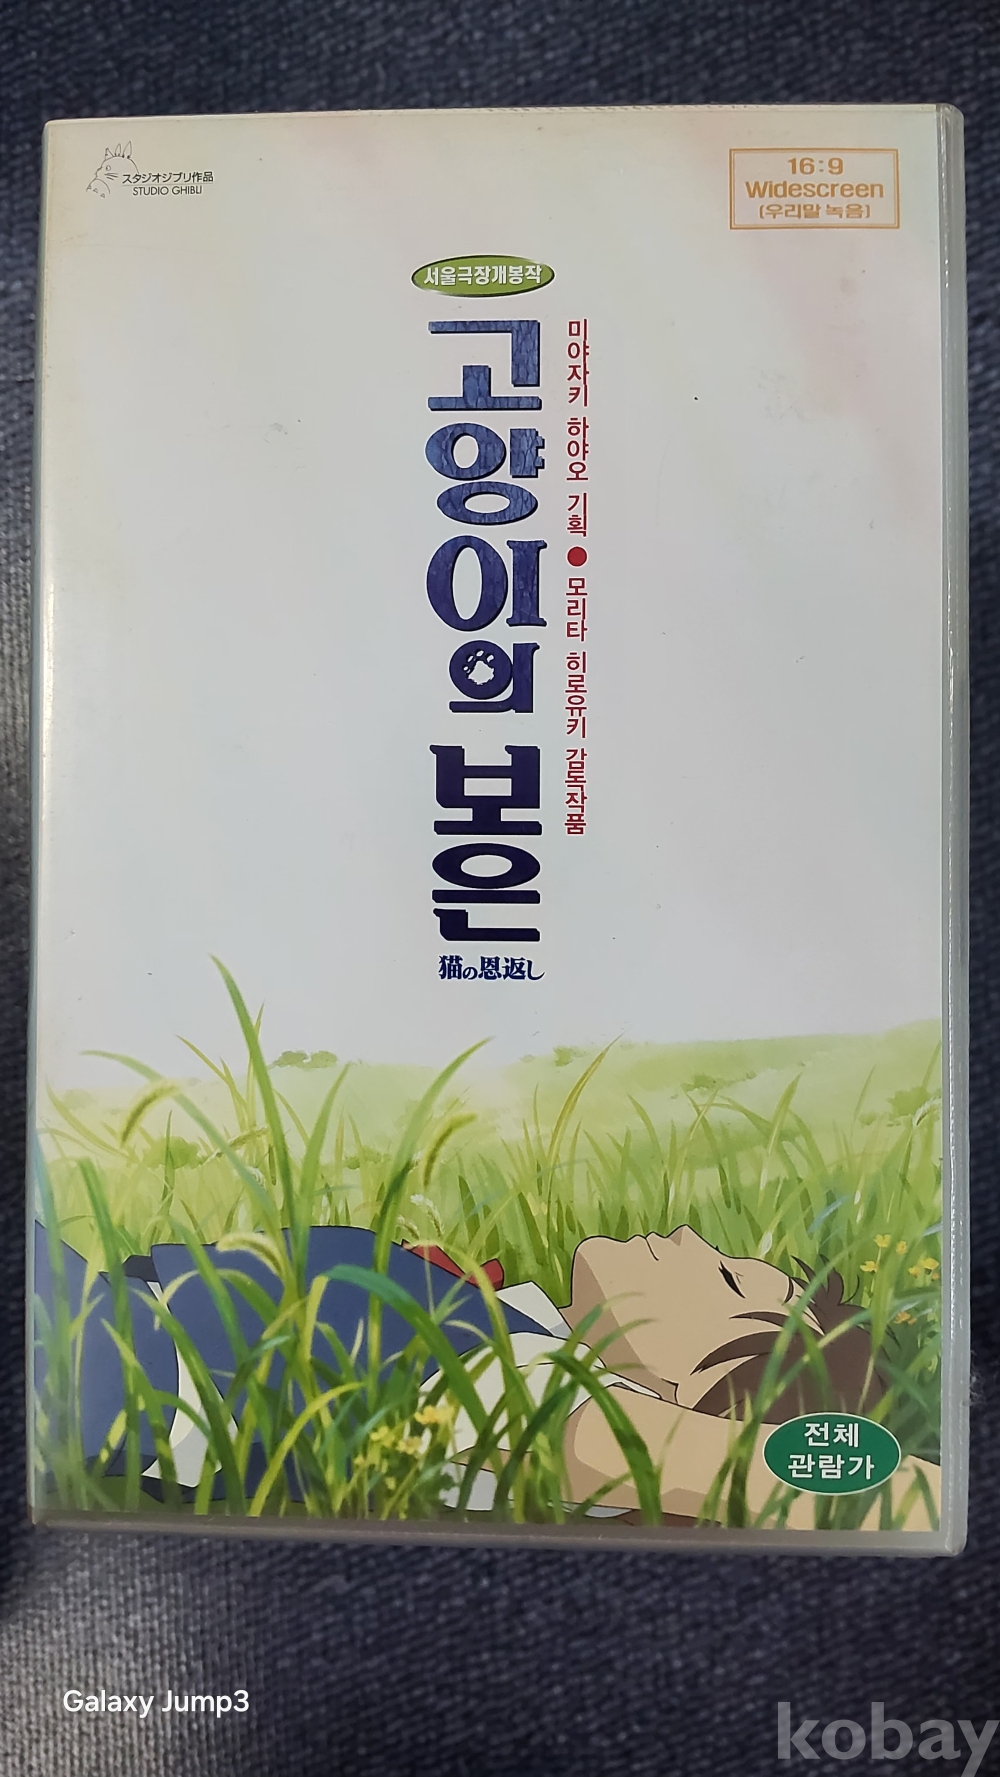 スタジオジブリ作品
STUDIO GHIBLI
16:9
Widescreen
(우리말 녹음)
서울극장개봉작
고양이의 보은
미야자키 하야오 기획 ● 모리타 히로유키 감독작품
猫の恩返し
전체
관람가
Galaxy Jump3
kobay